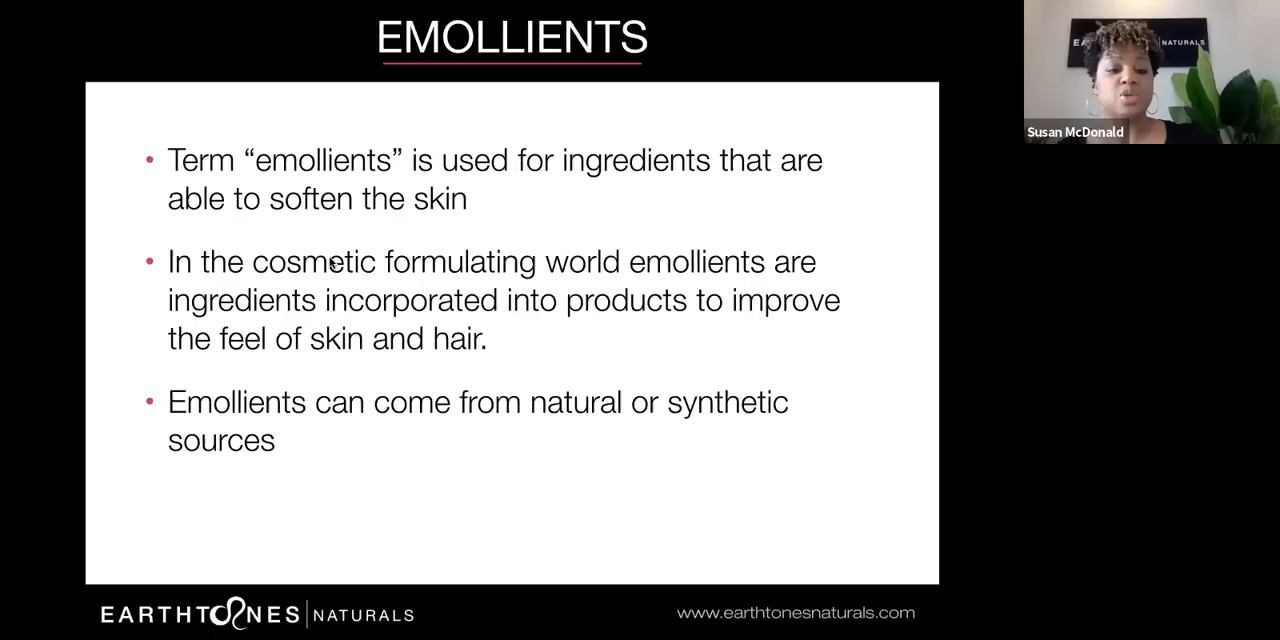 EMOLLIENTS
• Term “emollients” is used for ingredients that are
able to soften the skin
• In the cosmetic formulating world emollients are
ingredients incorporated into products to improve
the feel of skin and hair.
• Emollients can come from natural or synthetic
sources
EARTHTONES NATURALS
www.earthtonesnaturals.com
NATURALS
Susan McDonald